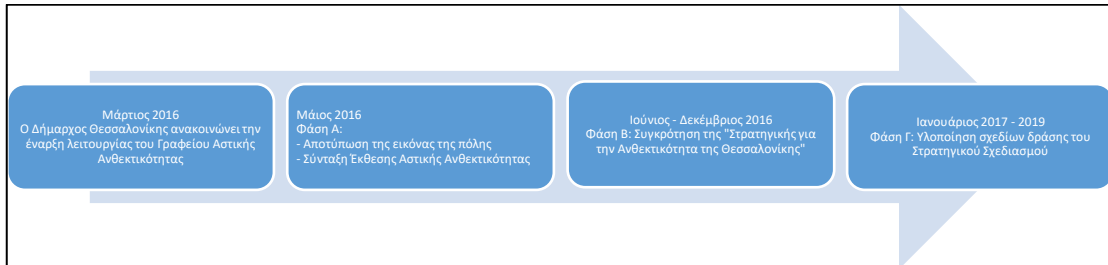 Μάρτιος 2016
Ο Δήμαρχος Θεσσαλονίκης ανακοινώνει την
έναρξη λειτουργίας του Γραφείου Αστικής
Ανθεκτικότητας
Μάιος 2016
Φάση Α:
- Αποτύπωση της εικόνας της πόλης
- Σύνταξη Έκθεσης Αστικής Ανθεκτικότητας
Ιούνιος - Δεκέμβριος 2016
Φάση Β: Συγκρότηση της "Στρατηγικής για
την Ανθεκτικότητα της Θεσσαλονίκης"
Ιανουάριος 2017 - 2019
Φάση Γ: Υλοποίηση σχεδίων δράσης του
Στρατηγικού Σχεδιασμού